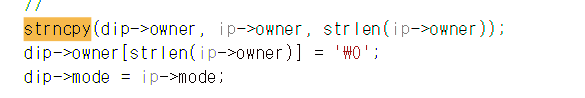 //
strncpy(dip->owner, ip->owner, strlen(ip->owner));
dip->owner[strlen(ip->owner)] = '₩0';
dip->mode = ip->mode;